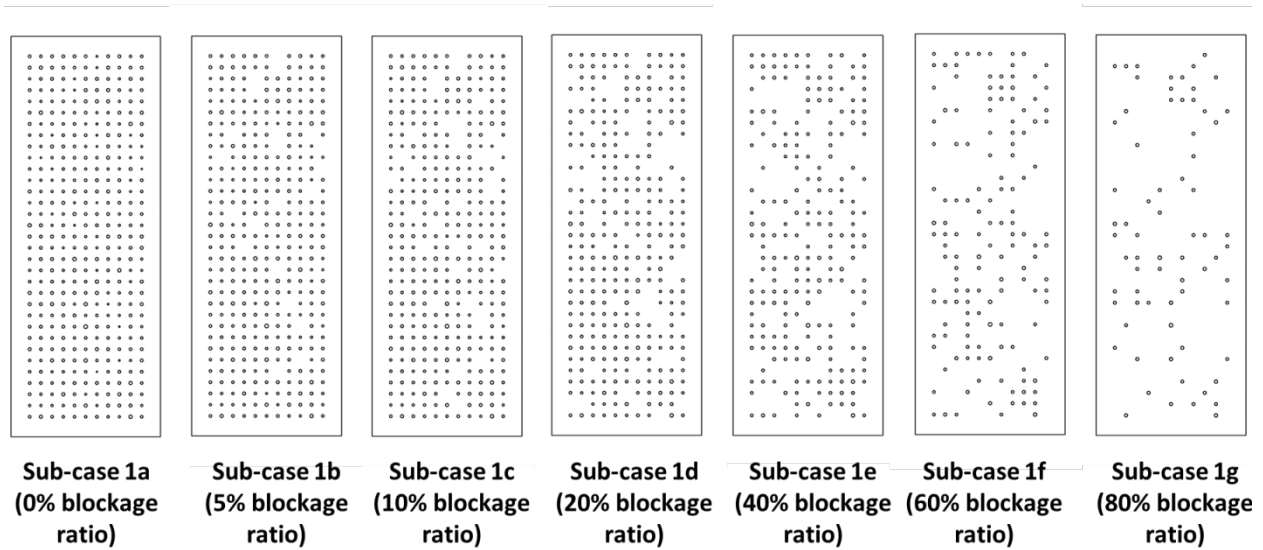 Sub-case 1a
(0% blockage
ratio)
Sub-case 1b
(5% blockage
ratio)
Sub-case 1c
(10% blockage
ratio)
Sub-case 1d
(20% blockage
ratio)
Sub-case 1e
(40% blockage
ratio)
Sub-case 1f
(60% blockage
ratio)
Sub-case 1g
(80% blockage
ratio)